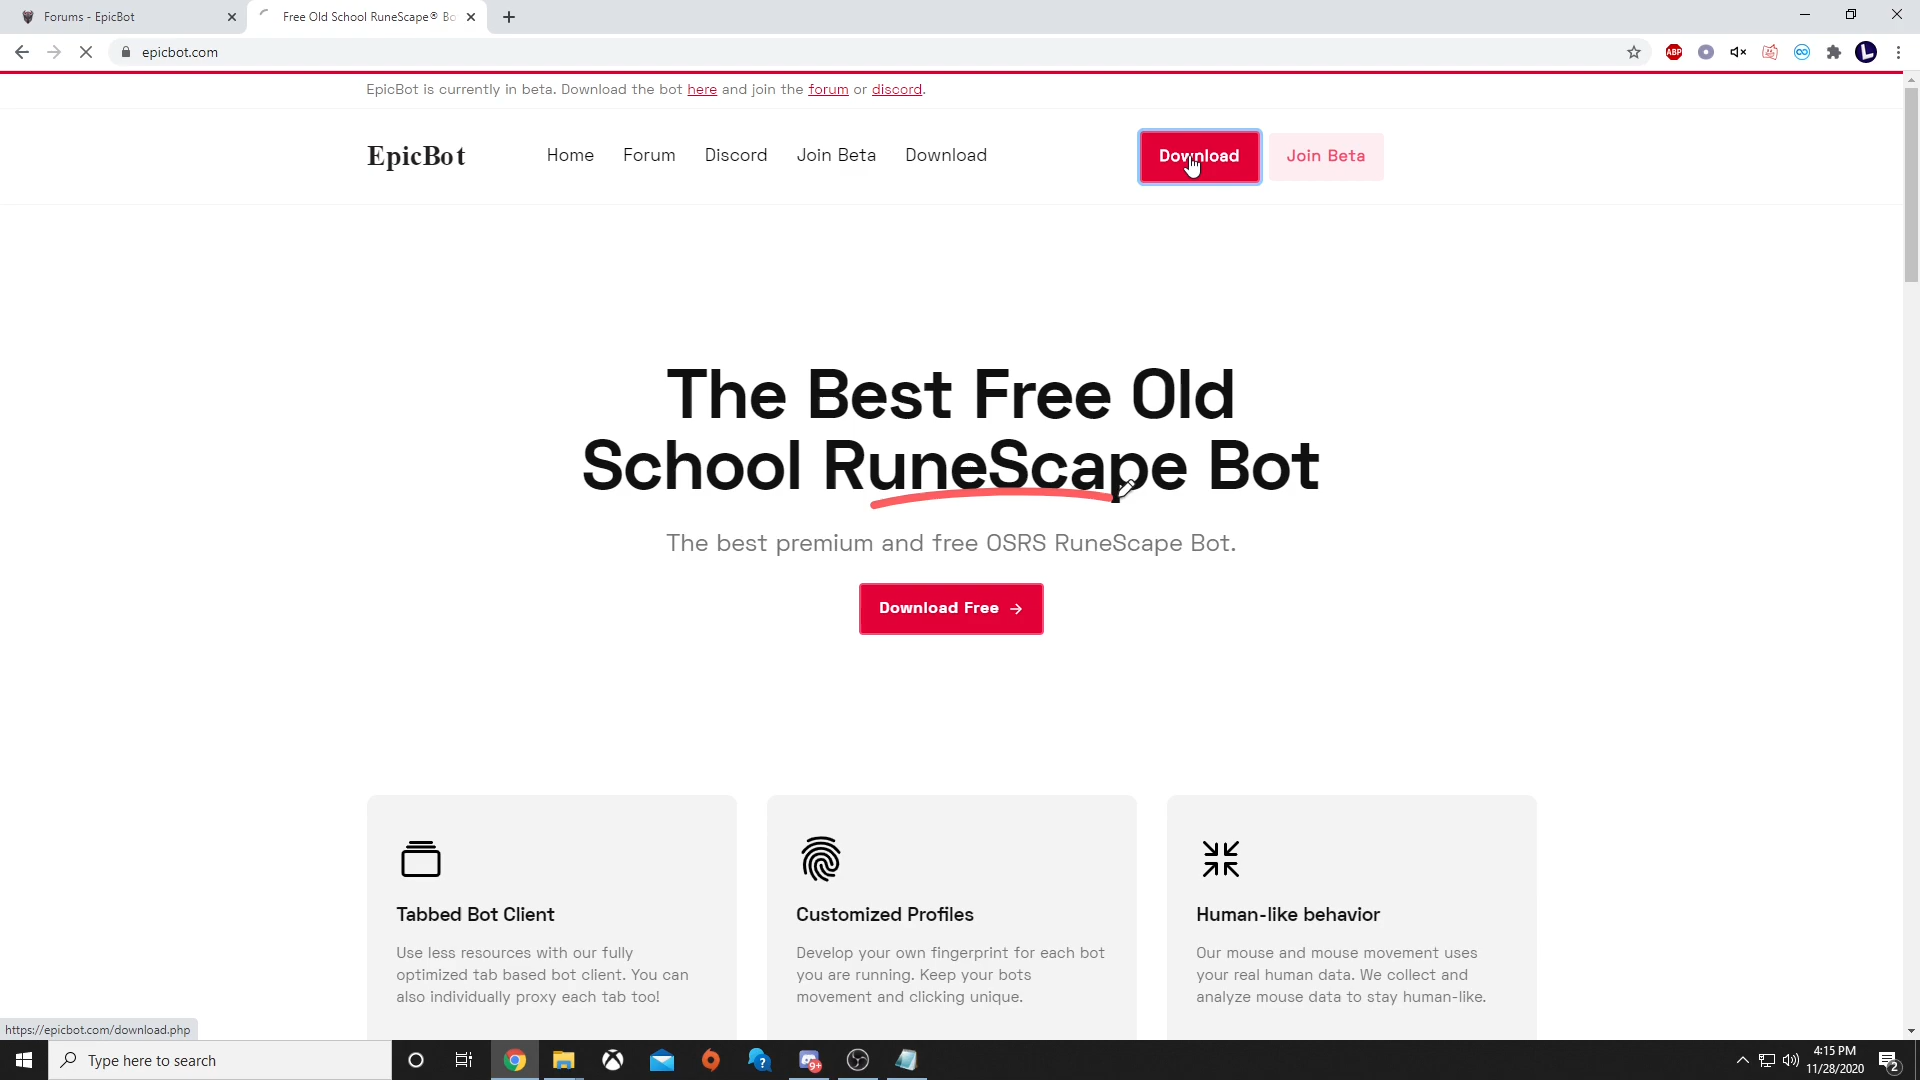 Forums - EpicBot
Free Old School RuneScape® Bo
epicbot.com
ABP
L
EpicBot is currently in beta. Download the bot here and join the forum or discord.
EpicBot
Home
Forum
Discord
Join Beta
Download
Download
Join Beta
The Best Free Old
School RuneScape Bot
The best premium and free OSRS RuneScape Bot.
Download Free →
Tabbed Bot Client
Use less resources with our fully
optimized tab based bot client. You can
also individually proxy each tab too!
Customized Profiles
Develop your own fingerprint for each bot
you are running. Keep your bots
movement and clicking unique.
Human-like behavior
Our mouse and mouse movement uses
your real human data. We collect and
analyze mouse data to stay human-like.
https://epicbot.com/download.php
Type here to search
?
9+
4:15 PM
11/28/2020
2